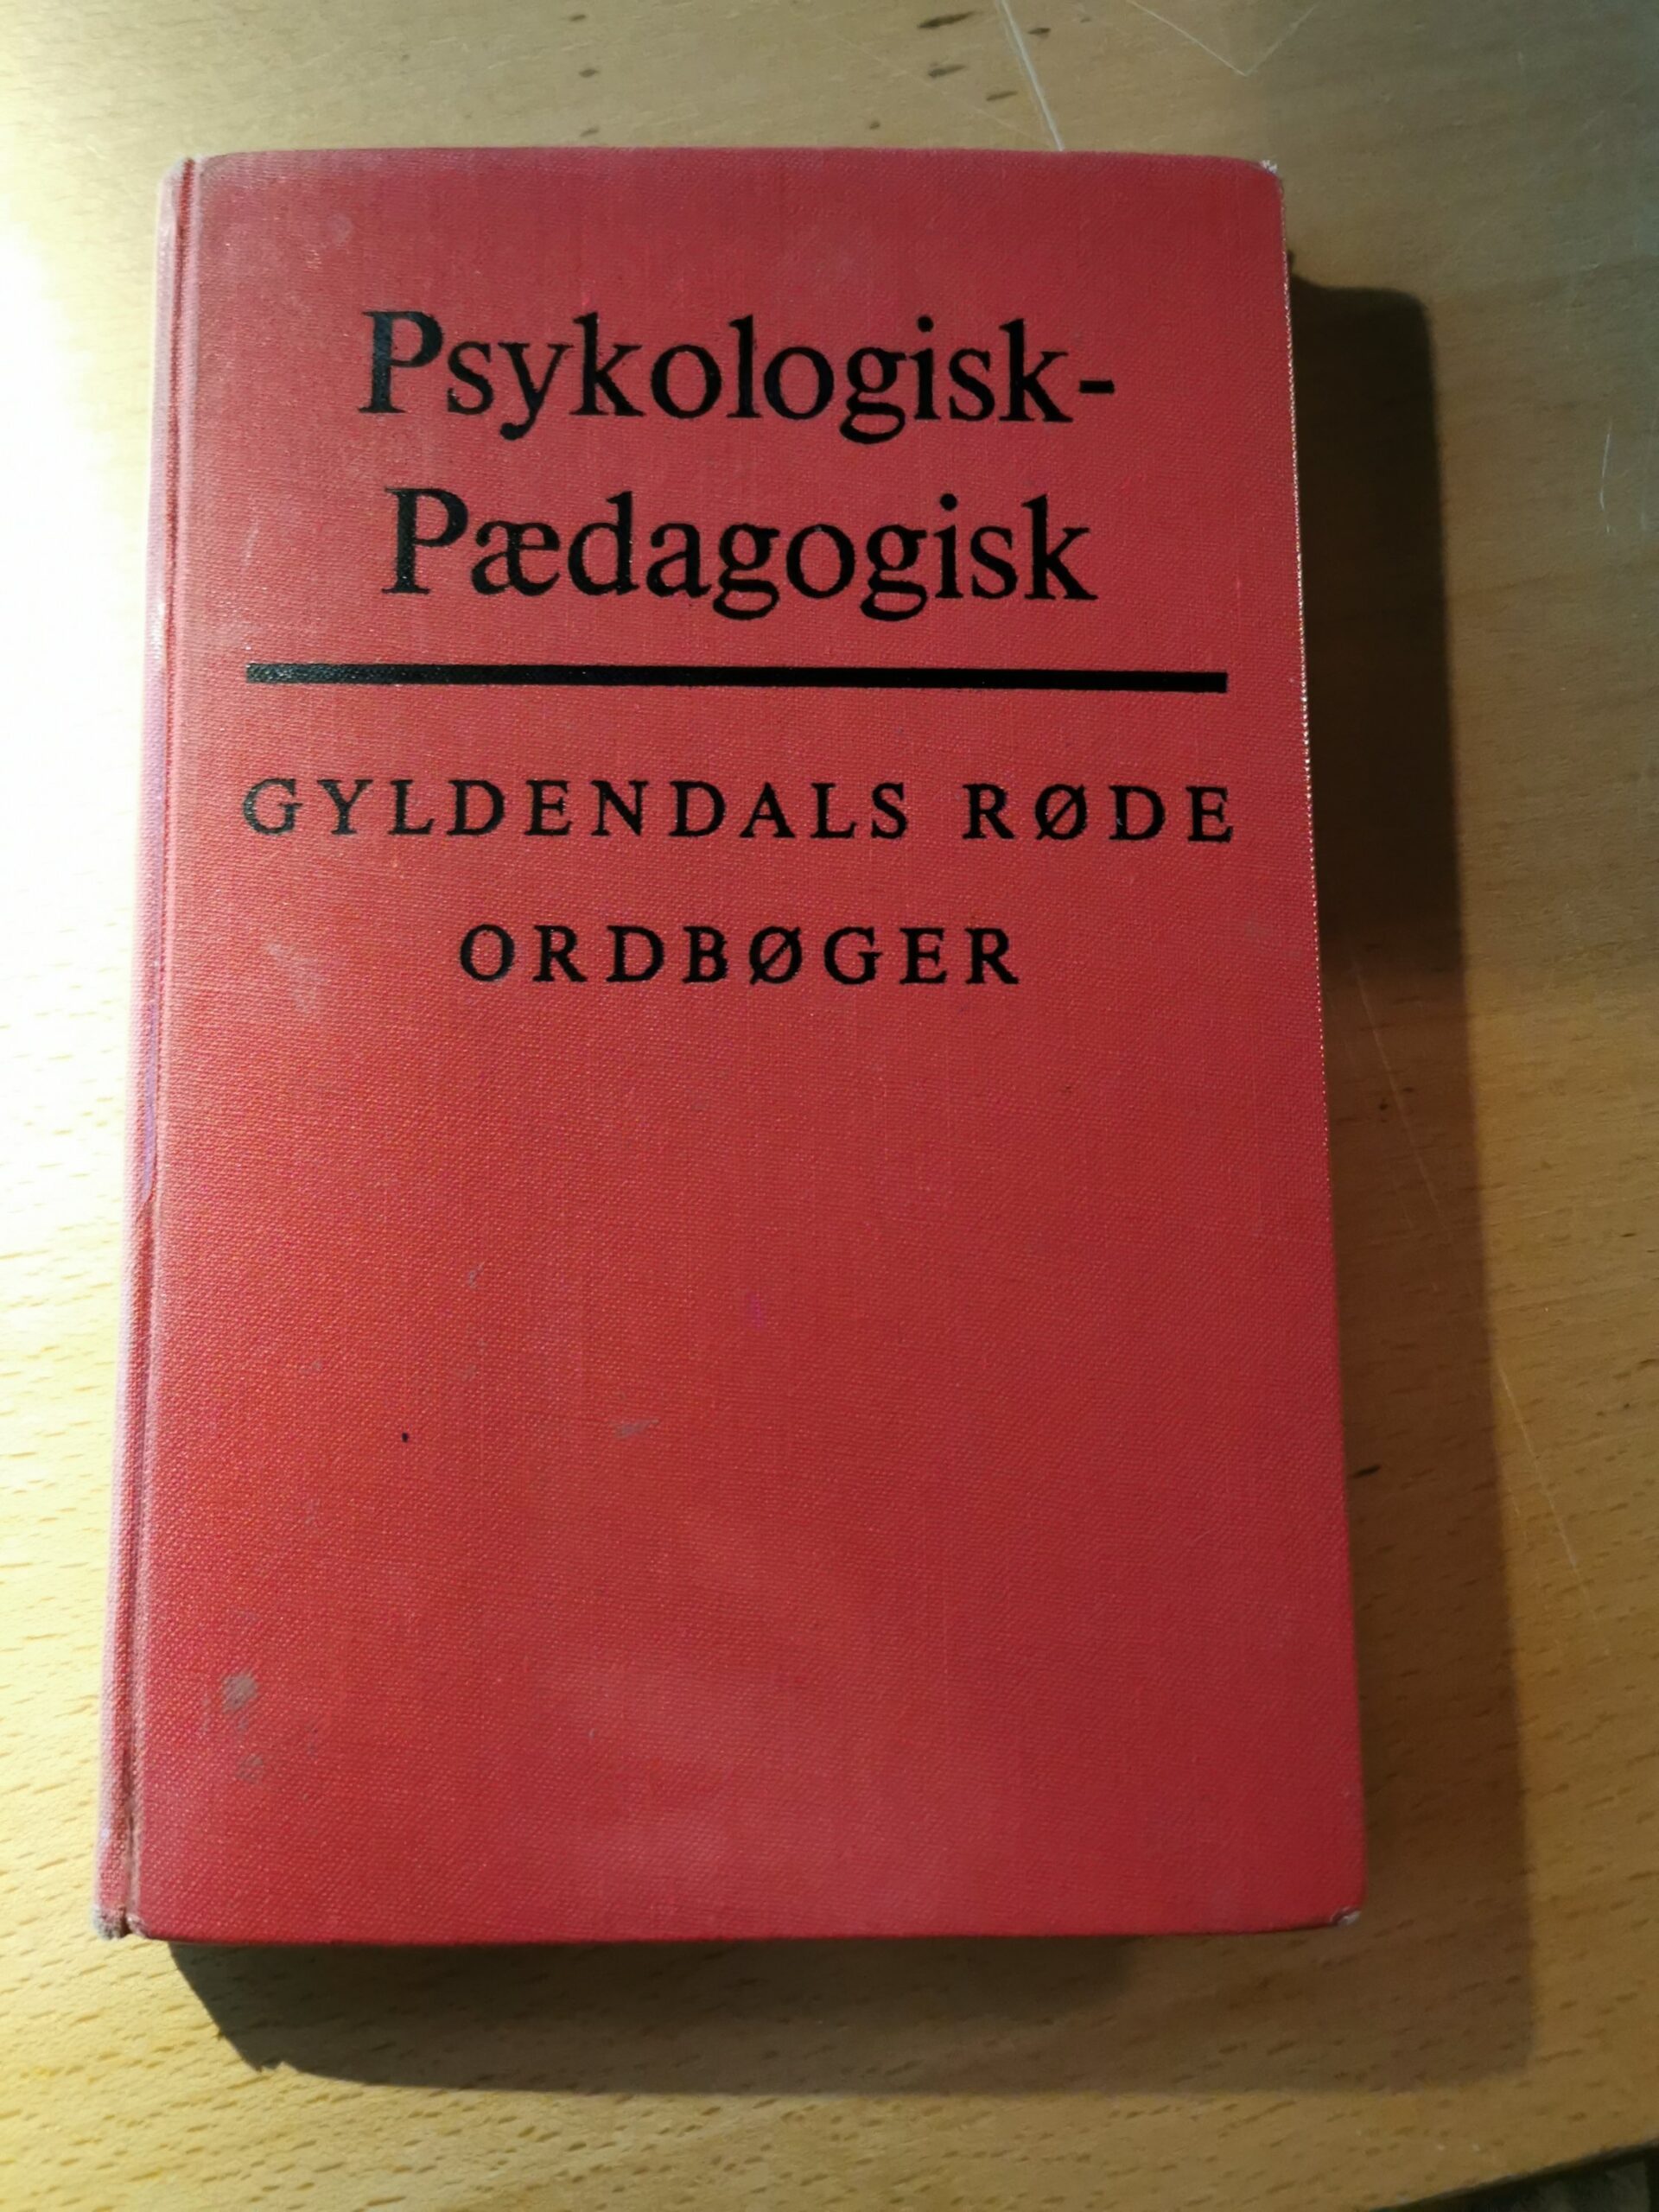 Psykologisk-
Pædagogisk
GYLDENDALS RØDE
ORDBØGER